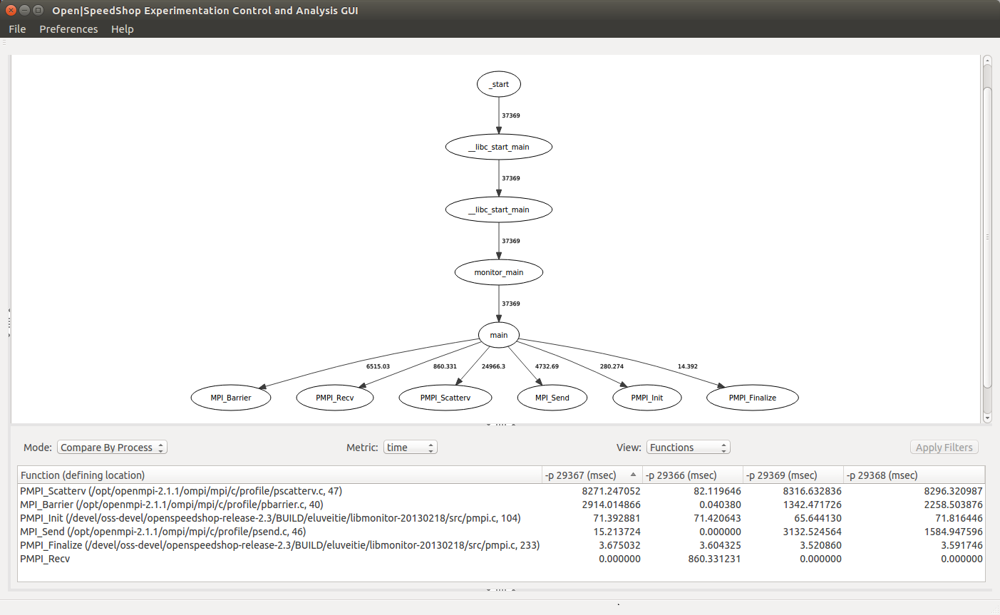 Open|SpeedShop Experimentation Control and Analysis GUI
File Preferences Help
_start
37369
__libc_start_main
37369
__libc_start_main
37369
monitor_main
37369
main
6515.03 860.331 24966.3 4732.69 280.274 14.392
MPI_Barrier PMPI_Recv PMPI_Scatterv MPI_Send PMPI_Init PMPI_Finalize
Mode: Compare By Process Metric: time View: Functions Apply Filters
Function (defining location) -p 29367 (msec) -p 29366 (msec) -p 29369 (msec) -p 29368 (msec)
PMPI_Scatterv (/opt/openmpi-2.1.1/ompi/mpi/c/profile/pscatterv.c, 47) 8271.247052 82.119646 8316.632836 8296.320987
MPI_Barrier (/opt/openmpi-2.1.1/ompi/mpi/c/profile/pbarrier.c, 40) 2914.014866 0.040380 1342.471726 2258.503876
PMPI_Init (/devel/oss-devel/openspeedshop-release-2.3/BUILD/eluveitie/libmonitor-20130218/src/pmpi.c, 104) 71.392881 71.420643 65.644130 71.816446
MPI_Send (/opt/openmpi-2.1.1/ompi/mpi/c/profile/psend.c, 46) 15.213724 0.000000 3132.524564 1584.947596
PMPI_Finalize (/devel/oss-devel/openspeedshop-release-2.3/BUILD/eluveitie/libmonitor-20130218/src/pmpi.c, 233) 3.675032 3.604325 3.520860 3.591746
PMPI_Recv 0.000000 860.331231 0.000000 0.000000